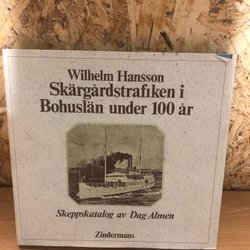 Wilhelm Hansson
Skärgårdstrafiken i
Bohuslän under 100 år
Skeppskatalog av Dag Almen
Zindermans